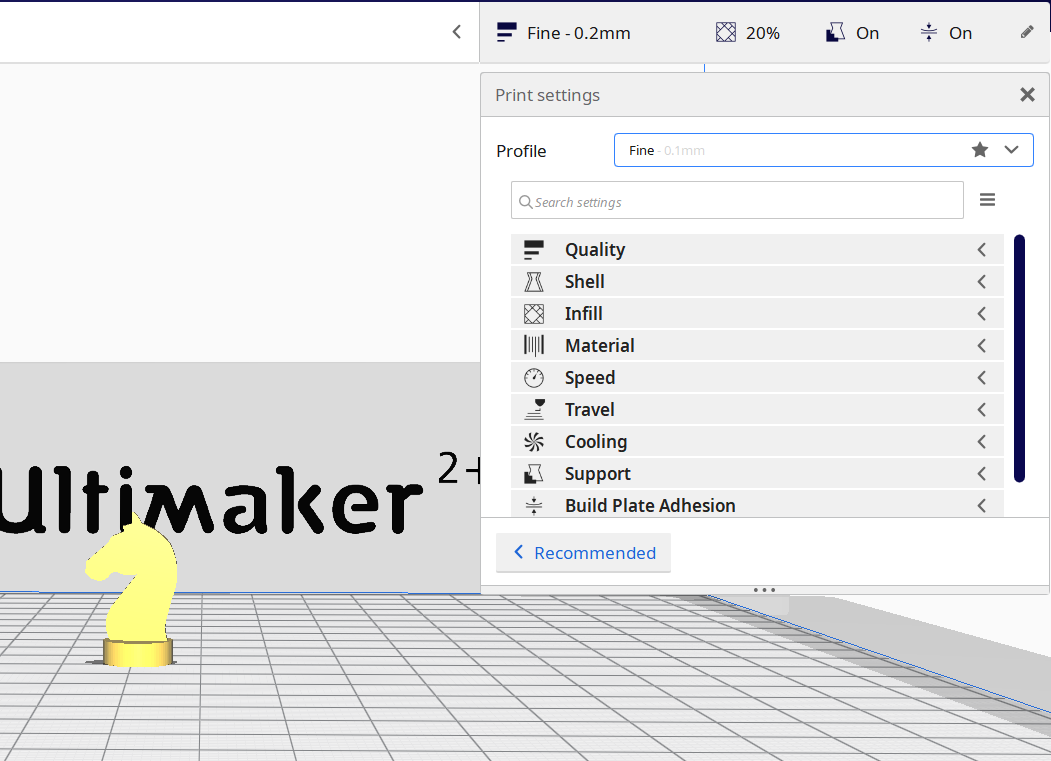 Fine - 0.2mm 20% On On
Print settings
Profile Fine - 0.1mm
Search settings
Quality
Shell
Infill
Material
Speed
Travel
Cooling
Support
Build Plate Adhesion
Recommended
Ultimaker 2+